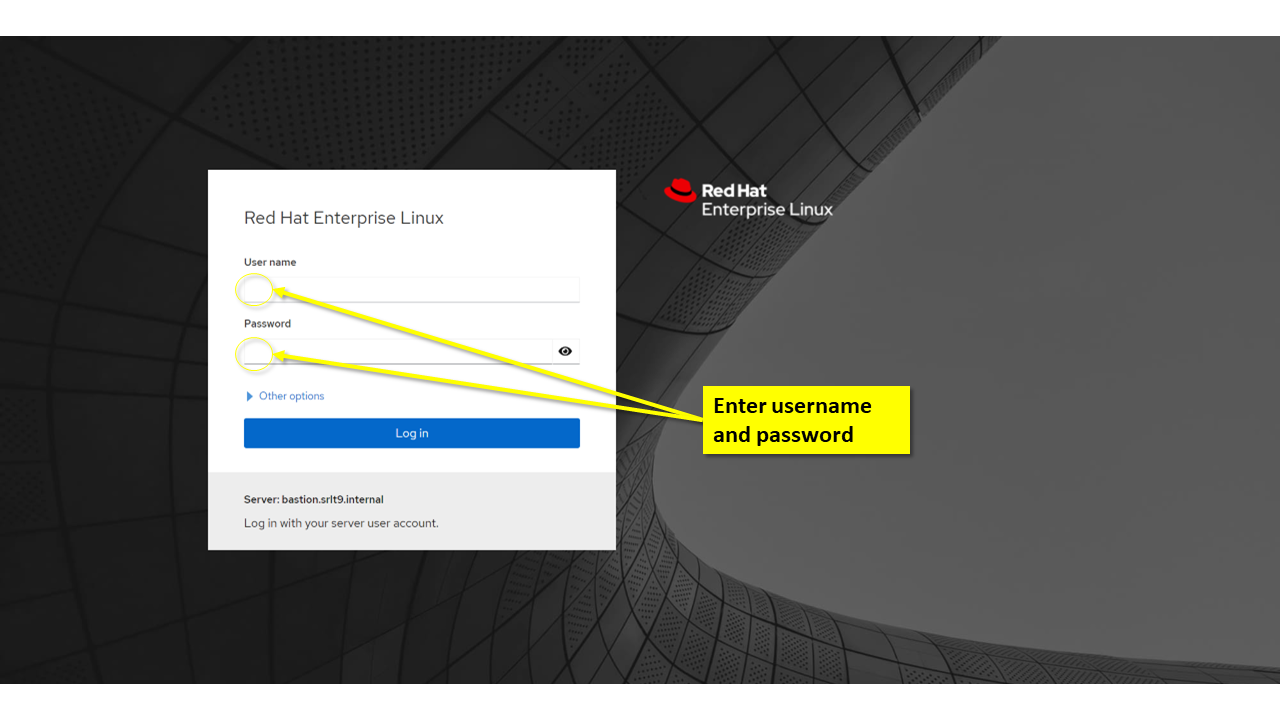 Red Hat
Enterprise Linux
Red Hat Enterprise Linux
User name
Password
Other options
Log in
Enter username
and password
Server: bastion.srlt9.internal
Log in with your server user account.